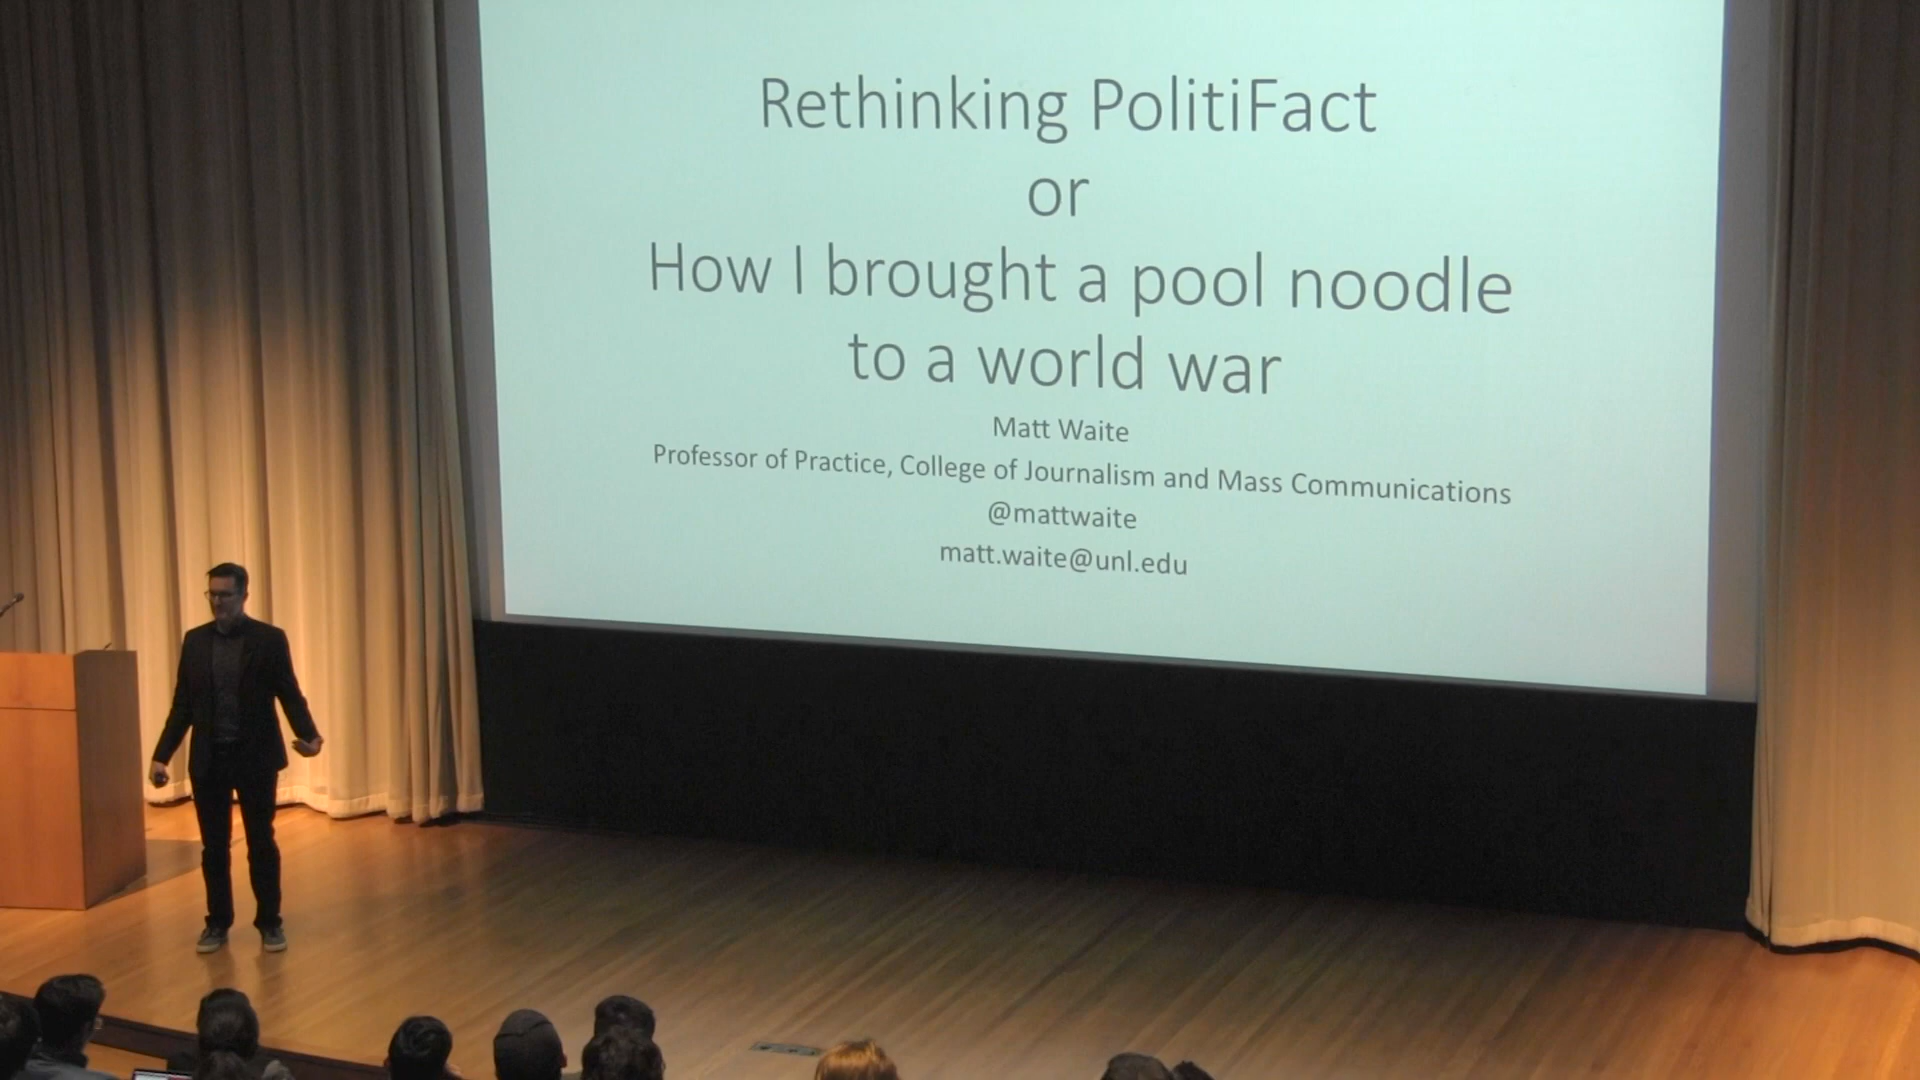 Rethinking PolitiFact
or
How I brought a pool noodle
to a world war
Matt Waite
Professor of Practice, College of Journalism and Mass Communications
@mattwaite
matt.waite@unl.edu